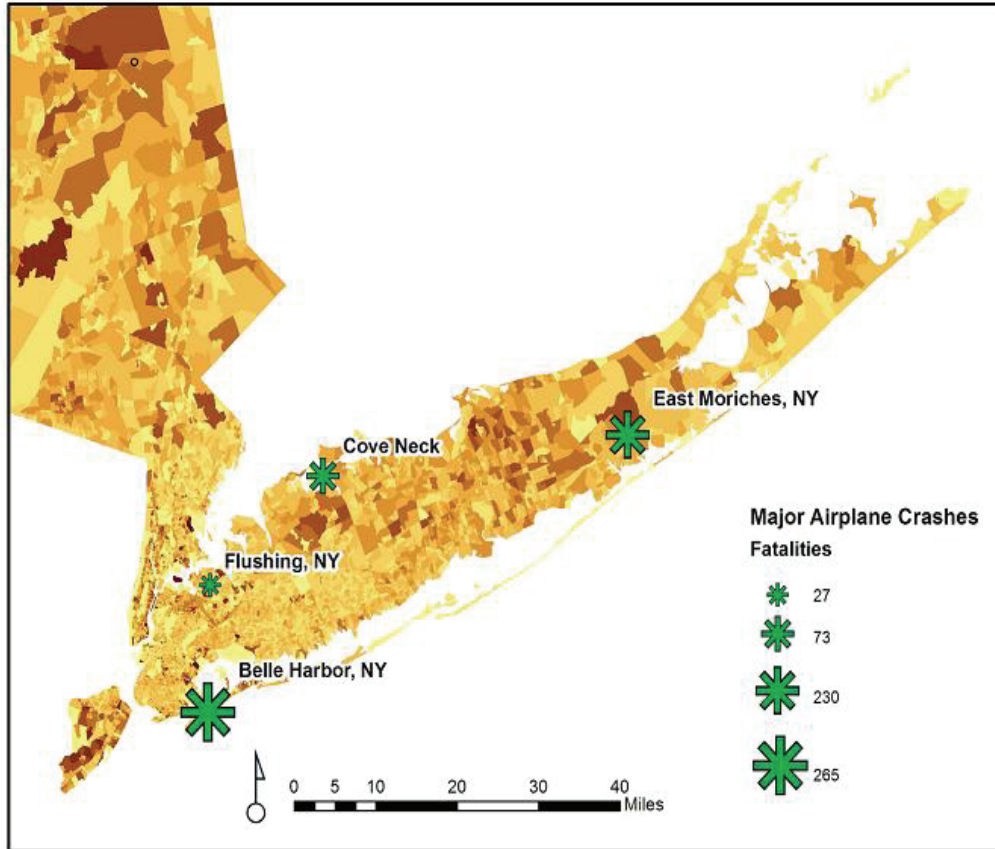 East Moriches, NY
Cove Neck
Flushing, NY
Belle Harbor, NY
Major Airplane Crashes
Fatalities
27
73
230
265
0 5 10 20 30 40
Miles